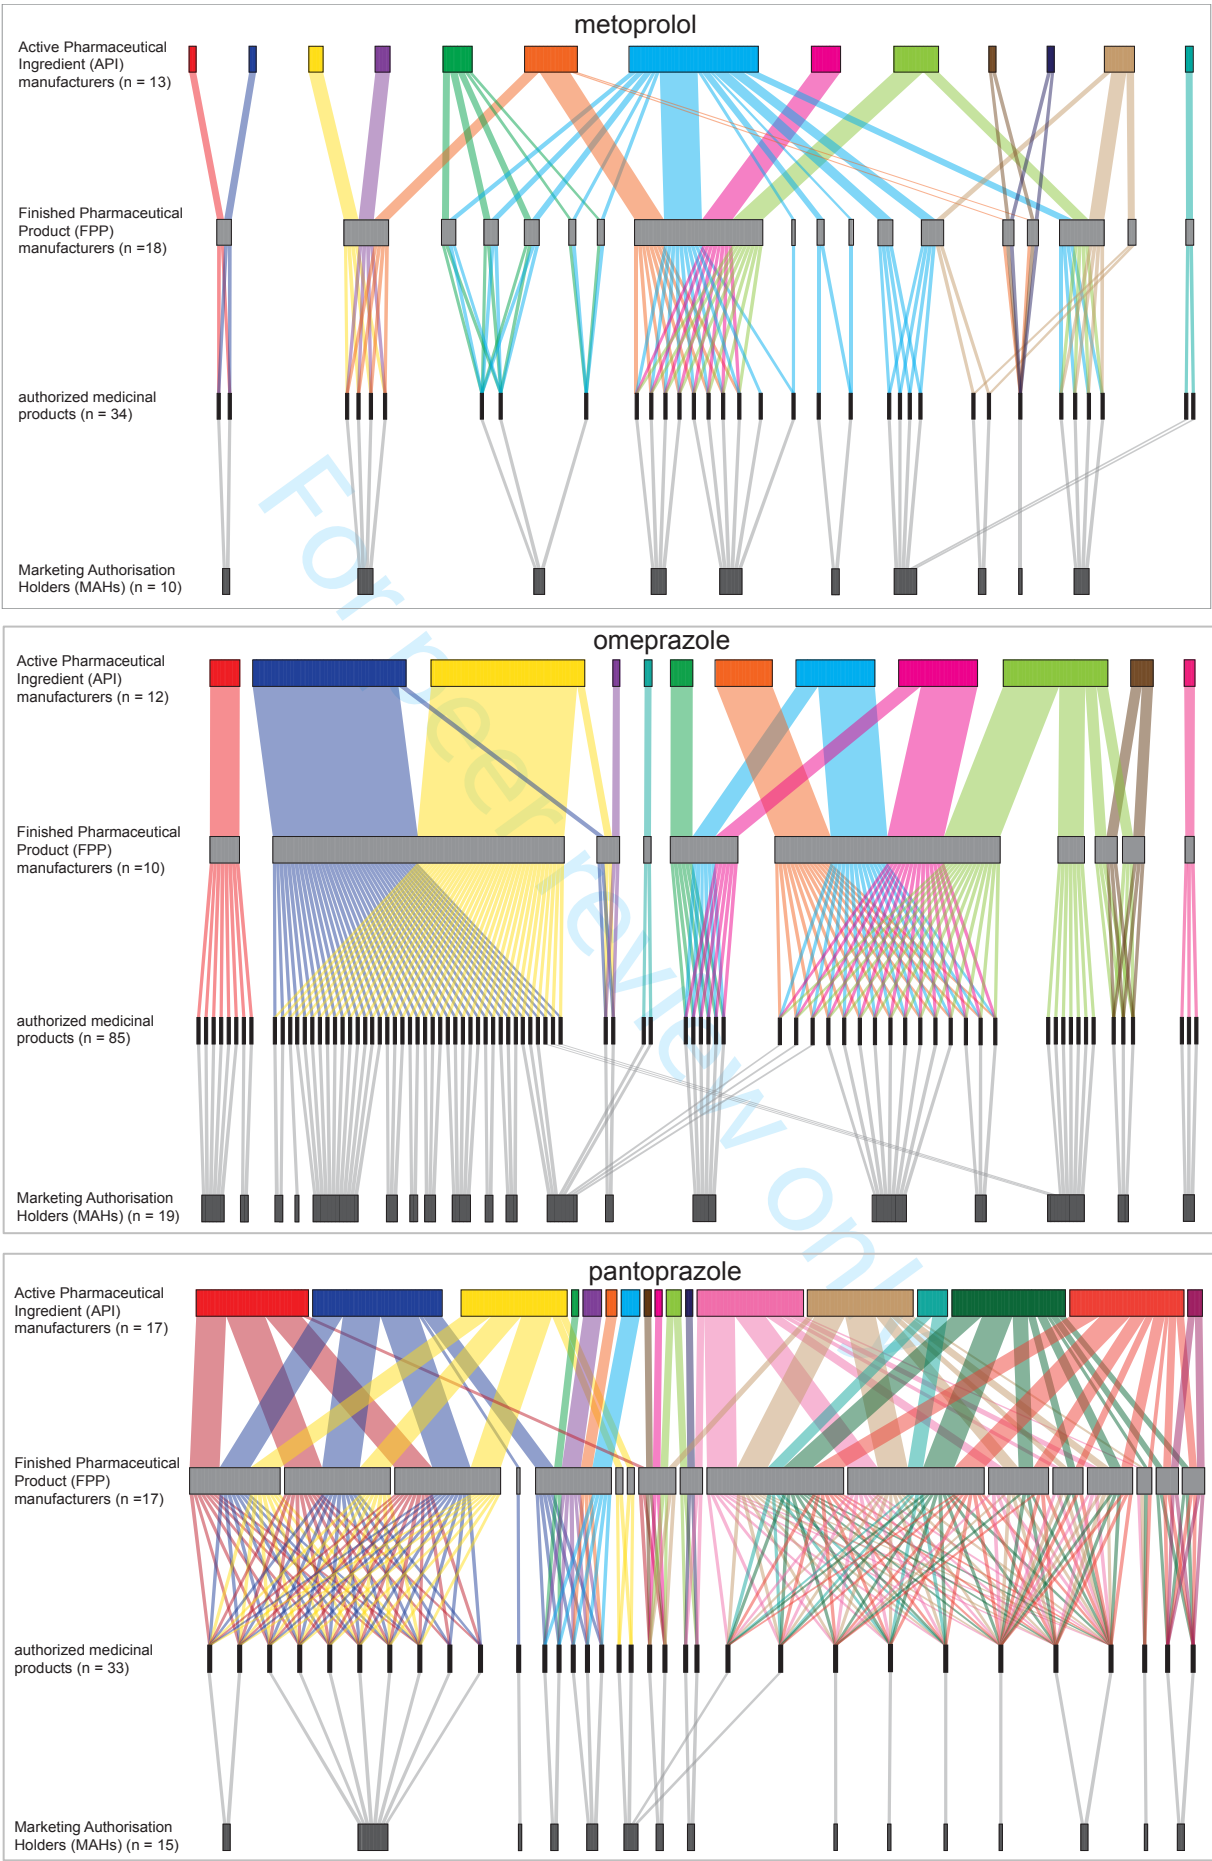 metoprolol
Active Pharmaceutical
Ingredient (API)
manufacturers (n = 13)
Finished Pharmaceutical
Product (FPP)
manufacturers (n =18)
authorized medicinal
products (n = 34)
Marketing Authorisation
Holders (MAHs) (n = 10)
omeprazole
Active Pharmaceutical
Ingredient (API)
manufacturers (n = 12)
Finished Pharmaceutical
Product (FPP)
manufacturers (n =10)
authorized medicinal
products (n = 85)
Marketing Authorisation
Holders (MAHs) (n = 19)
pantoprazole
Active Pharmaceutical
Ingredient (API)
manufacturers (n = 17)
Finished Pharmaceutical
Product (FPP)
manufacturers (n =17)
authorized medicinal
products (n = 33)
Marketing Authorisation
Holders (MAHs) (n = 15)
For peer review only